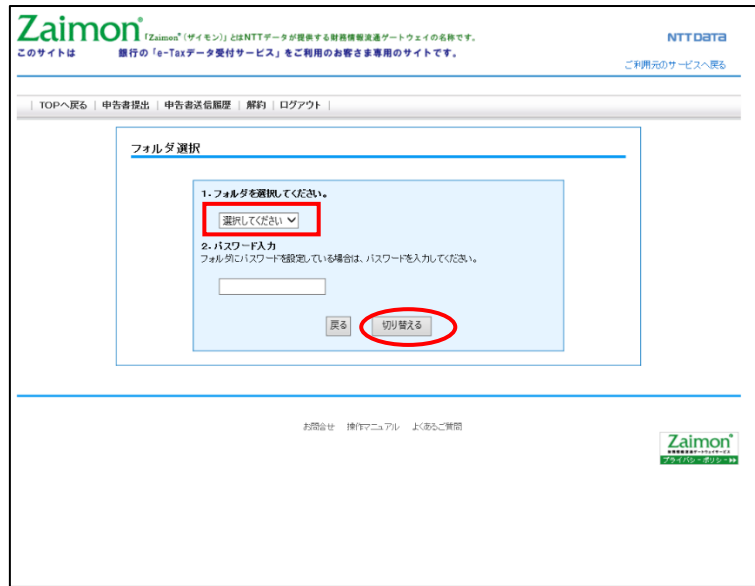 Zaimon 「Zaimon®(ザイモン)」とはNTTデータが提供する財務情報流通ゲートウェイの名称です。
NTT DATA
このサイトは 銀行の「e-Taxデータ受付サービス」をご利用のお客さま専用のサイトです。
ご利用元のサービスへ戻る
| TOPへ戻る | 申告書提出 | 申告書送信履歴 | 解約 | ログアウト |
フォルダ選択
1.フォルダを選択してください。
選択してください
2.パスワード入力
フォルダにパスワードを設定している場合は、パスワードを入力してください。
戻る 切り替える
お問合せ 操作マニュアル よくあるご質問
Zaimon
プライバシーポリシー